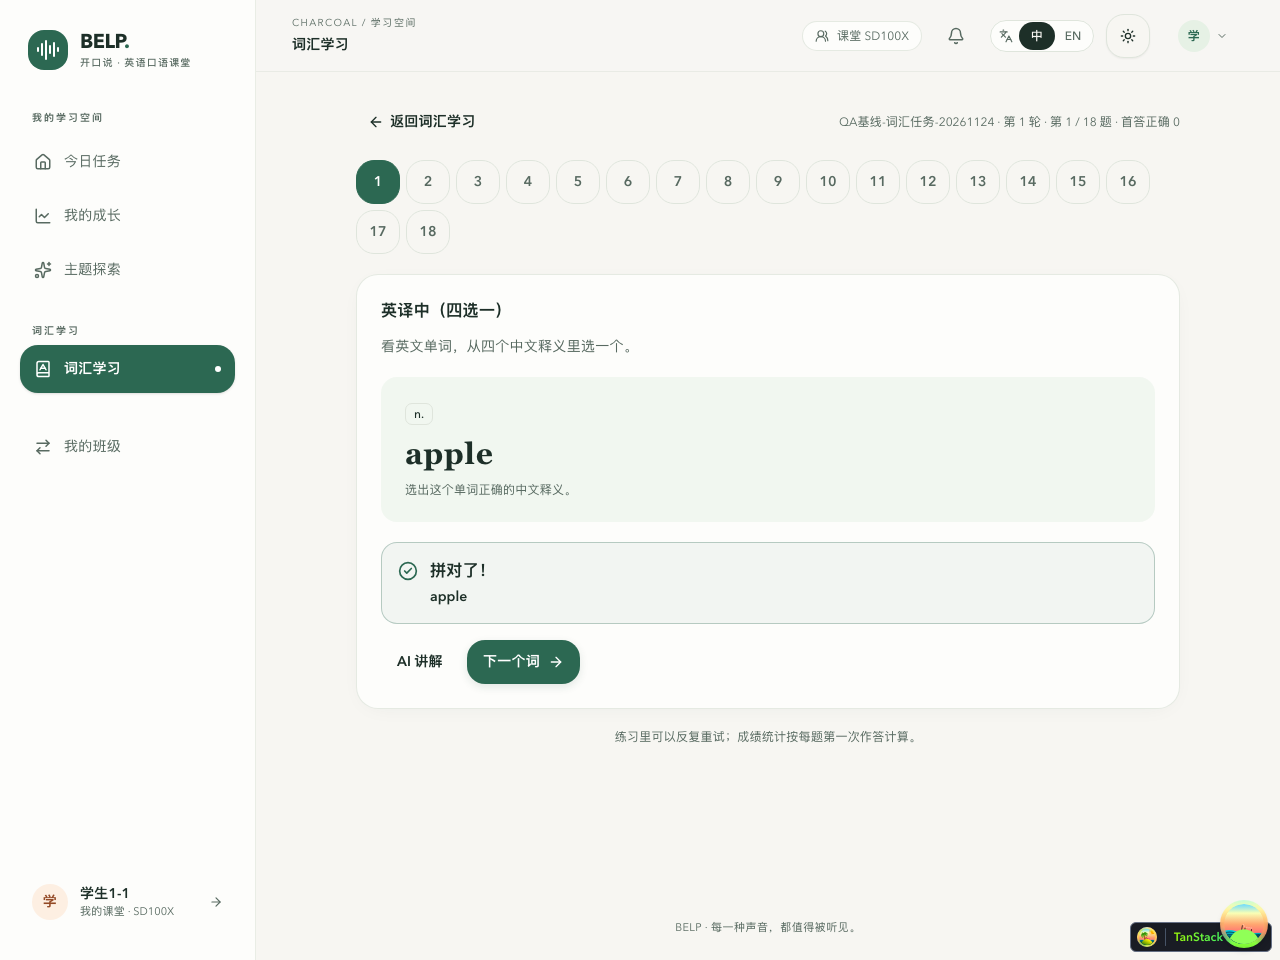 BELP.
开口说 · 英语口语课堂
我的学习空间
今日任务
我的成长
主题探索
词汇学习
词汇学习
我的班级
学
学生1-1
我的课堂 · SD100X
CHARCOAL / 学习空间
词汇学习
课堂 SD100X
中
EN
学
返回词汇学习
QA基线-词汇任务-20261124 · 第 1 轮 · 第 1 / 18 题 · 首答正确 0
1 2 3 4 5 6 7 8 9 10 11 12 13 14 15 16
17 18
英译中（四选一）
看英文单词，从四个中文释义里选一个。
n.
apple
选出这个单词正确的中文释义。
拼对了！
apple
AI 讲解
下一个词
练习里可以反复重试；成绩统计按每题第一次作答计算。
BELP · 每一种声音，都值得被听见。
TanStack